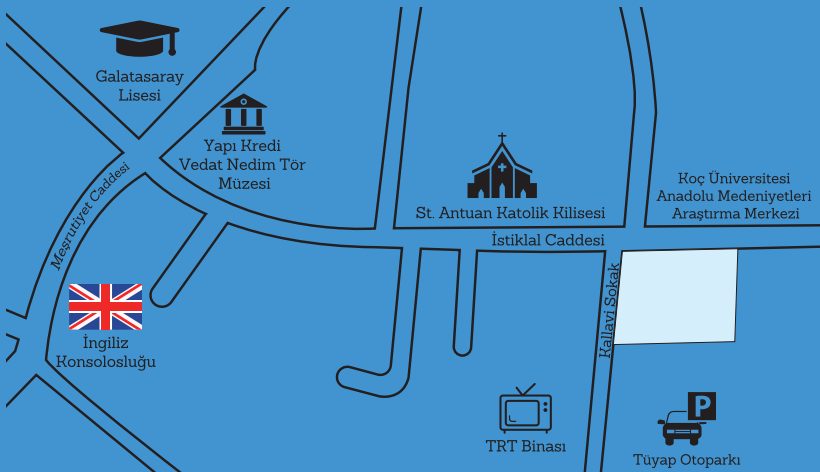 Galatasaray
Lisesi
Yapı Kredi
Vedat Nedim Tör
Müzesi
Meşrutiyet Caddesi
St. Antuan Katolik Kilisesi
Koç Üniversitesi
Anadolu Medeniyetleri
Araştırma Merkezi
İstiklal Caddesi
Kallavi Sokak
İngiliz
Konsolosluğu
TRT Binası
P
Tüyap Otoparkı